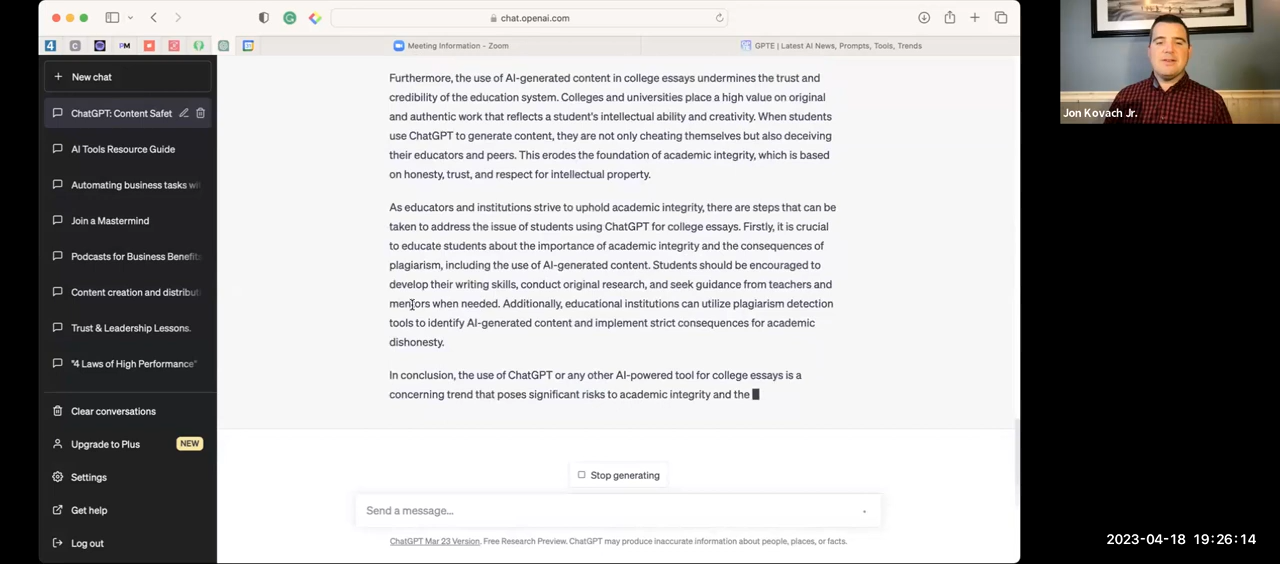 chat.openai.com
4
C
PM
Meeting Information - Zoom
GPTE | Latest AI News, Prompts, Tools, Trends
New chat
ChatGPT: Content Safet
AI Tools Resource Guide
Automating business tasks wi
Join a Mastermind
Podcasts for Business Benefit
Content creation and distribut
Trust & Leadership Lessons.
"4 Laws of High Performance"
Clear conversations
Upgrade to Plus NEW
Settings
Get help
Log out
Furthermore, the use of AI-generated content in college essays undermines the trust and
credibility of the education system. Colleges and universities place a high value on original
and authentic work that reflects a student's intellectual ability and creativity. When students
use ChatGPT to generate content, they are not only cheating themselves but also deceiving
their educators and peers. This erodes the foundation of academic integrity, which is based
on honesty, trust, and respect for intellectual property.
As educators and institutions strive to uphold academic integrity, there are steps that can be
taken to address the issue of students using ChatGPT for college essays. Firstly, it is crucial
to educate students about the importance of academic integrity and the consequences of
plagiarism, including the use of AI-generated content. Students should be encouraged to
develop their writing skills, conduct original research, and seek guidance from teachers and
mentors when needed. Additionally, educational institutions can utilize plagiarism detection
tools to identify AI-generated content and implement strict consequences for academic
dishonesty.
In conclusion, the use of ChatGPT or any other AI-powered tool for college essays is a
concerning trend that poses significant risks to academic integrity and the
Stop generating
Send a message...
ChatGPT Mar 23 Version. Free Research Preview. ChatGPT may produce inaccurate information about people, places, or facts.
Jon Kovach Jr.
2023-04-18 19:26:14